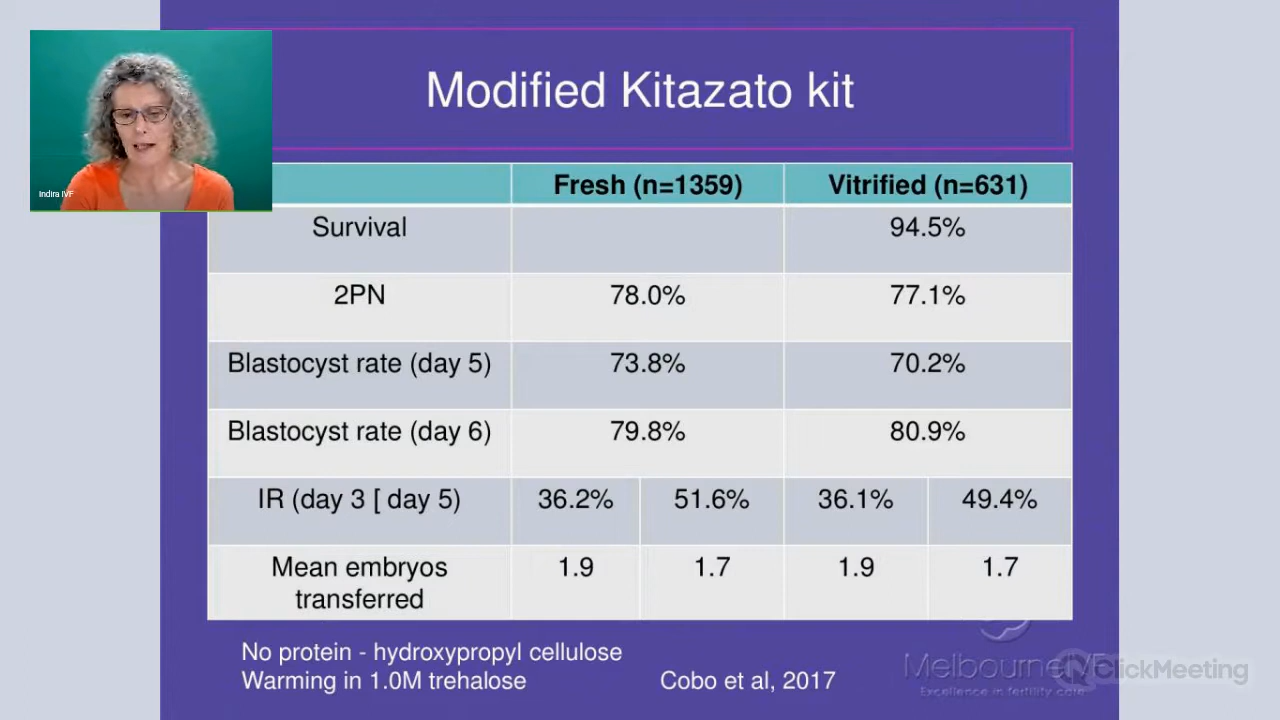 Modified Kitazato kit
Indira IVF
Fresh (n=1359) Vitrified (n=631)
Survival 94.5%
2PN 78.0% 77.1%
Blastocyst rate (day 5) 73.8% 70.2%
Blastocyst rate (day 6) 79.8% 80.9%
IR (day 3 [ day 5) 36.2% 51.6% 36.1% 49.4%
Mean embryos transferred 1.9 1.7 1.9 1.7
No protein - hydroxypropyl cellulose
Warming in 1.0M trehalose Cobo et al, 2017
ClickMeeting
Excellence in fertility care